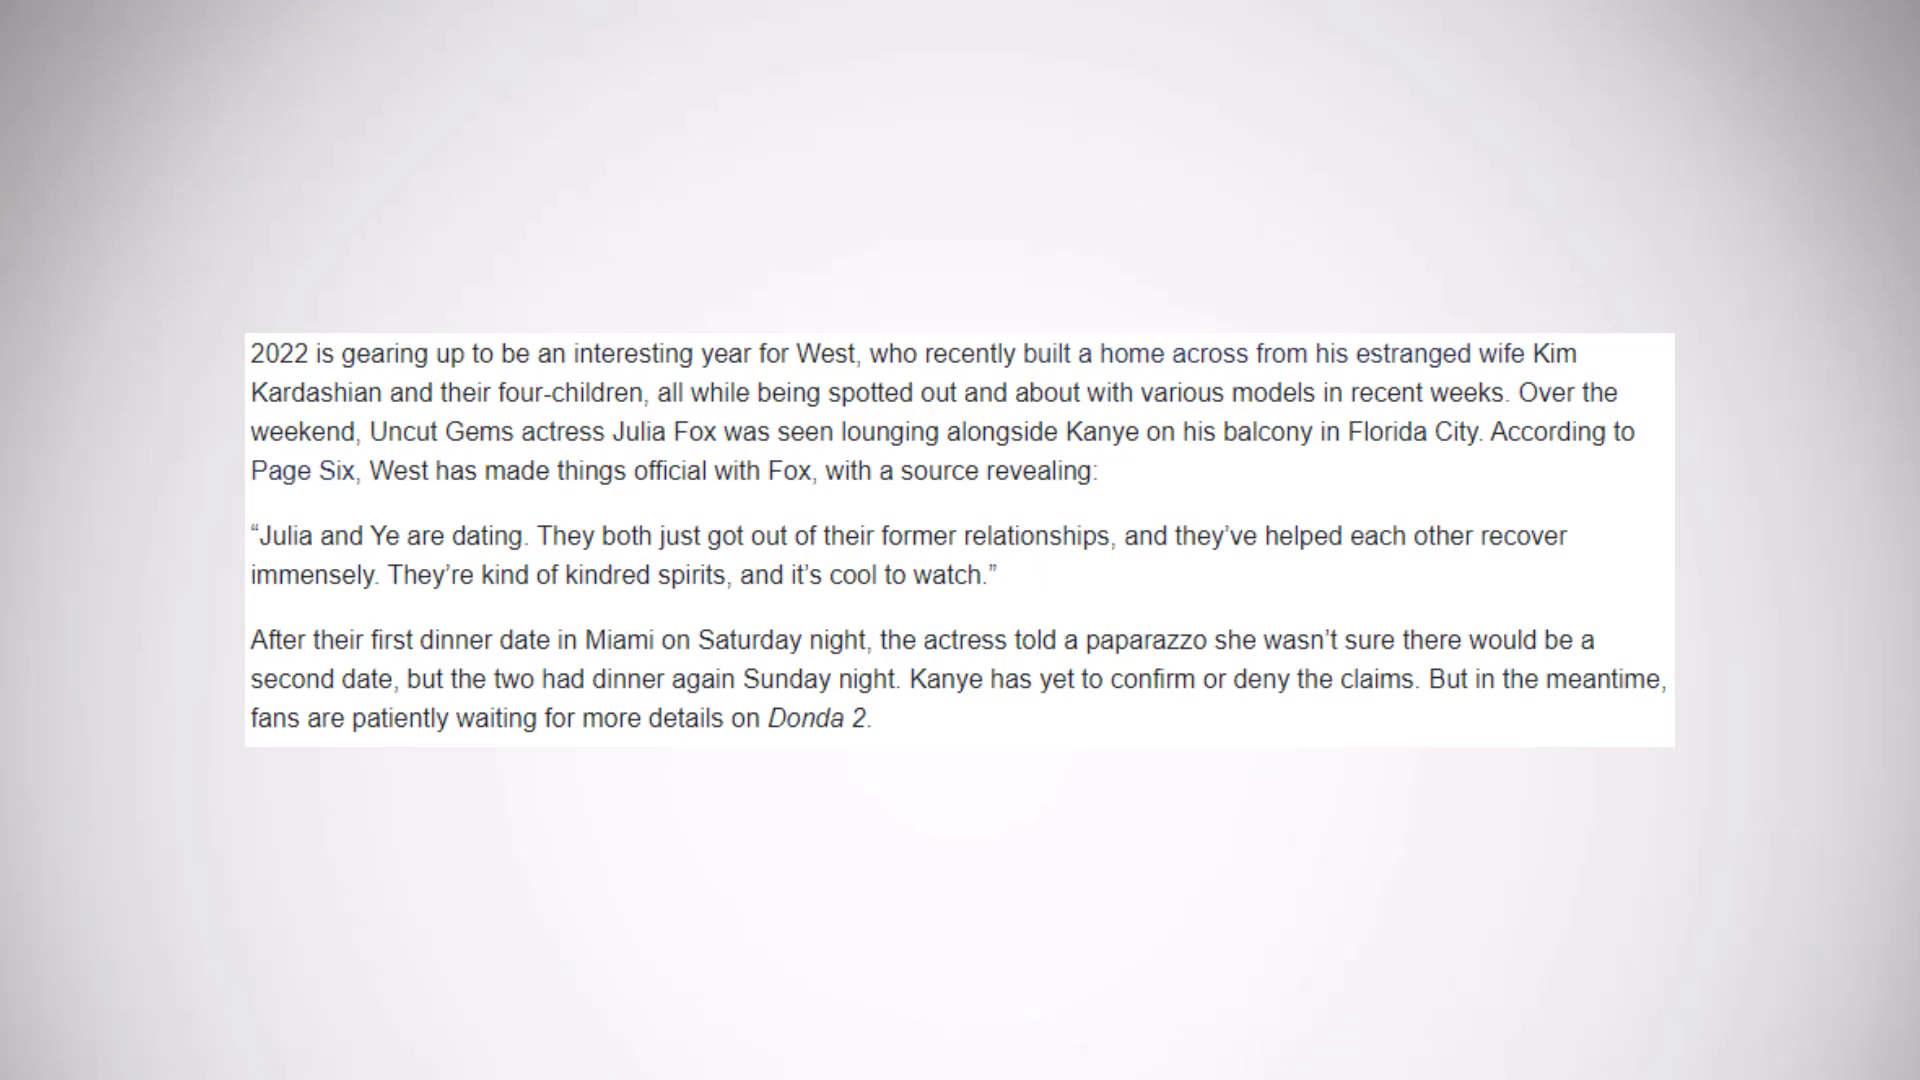 2022 is gearing up to be an interesting year for West, who recently built a home across from his estranged wife Kim
Kardashian and their four-children, all while being spotted out and about with various models in recent weeks. Over the
weekend, Uncut Gems actress Julia Fox was seen lounging alongside Kanye on his balcony in Florida City. According to
Page Six, West has made things official with Fox, with a source revealing:
“Julia and Ye are dating. They both just got out of their former relationships, and they’ve helped each other recover
immensely. They’re kind of kindred spirits, and it’s cool to watch.”
After their first dinner date in Miami on Saturday night, the actress told a paparazzo she wasn’t sure there would be a
second date, but the two had dinner again Sunday night. Kanye has yet to confirm or deny the claims. But in the meantime,
fans are patiently waiting for more details on Donda 2.